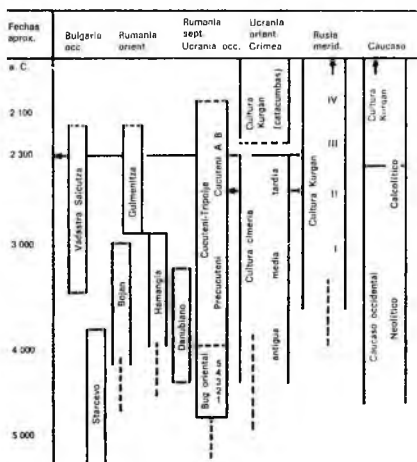 Fechas aprox.
Bulgaria occ.
Rumania orient.
Rumania sept. Ucrania occ.
Ucrania orient. Crimea
Rusia merid.
Cáucaso
a. C.
2 100
2 300
3 000
4 000
5 000
Vadastra Salcutza
Starcevo
Gulmenitza
Bojan
Hamangia
Danubiano
Cucuteni-Tripolje
Precucuteni Cucuteni A B
Bug oriental
Cultura Kurgan (catacumbas)
Cultura cimeria
antigua media tardía
Cultura Kurgan
I II III IV
Cultura Kurgan
Caucaso occidental
Neolítico Calcolítico